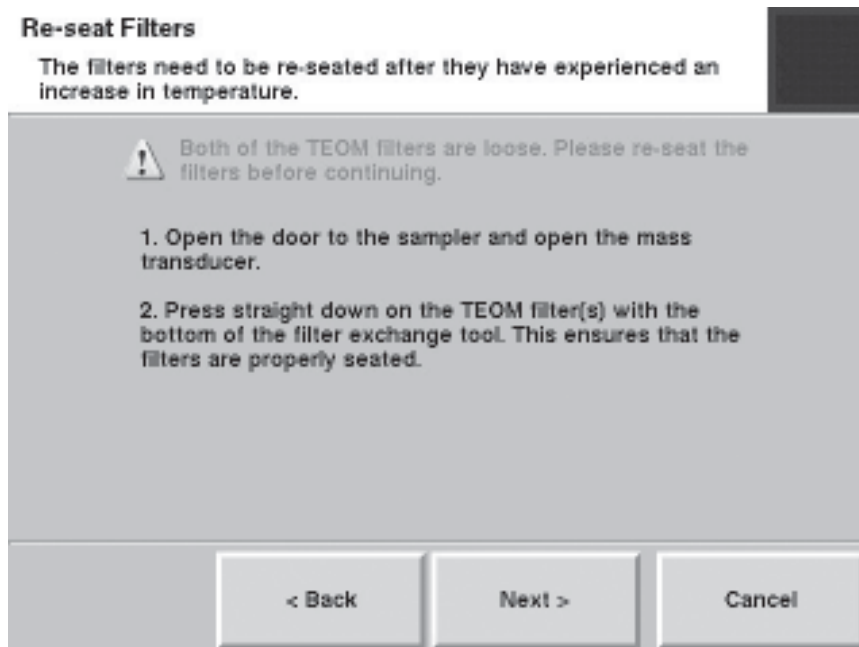 Re-seat Filters
The filters need to be re-seated after they have experienced an
increase in temperature.
Both of the TEOM filters are loose. Please re-seat the
filters before continuing.
1. Open the door to the sampler and open the mass
transducer.
2. Press straight down on the TEOM filter(s) with the
bottom of the filter exchange tool. This ensures that the
filters are properly seated.
< Back
Next >
Cancel